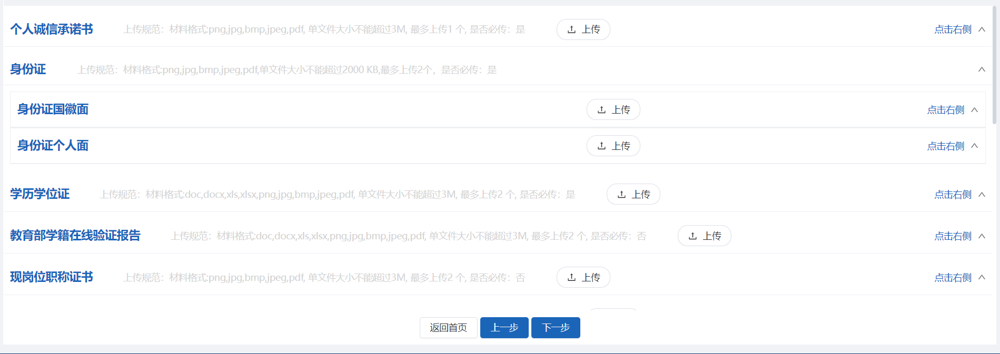 个人诚信承诺书 上传规范：材料格式:png,jpg,bmp,jpeg,pdf, 单文件大小不能超过3M, 最多上传1 个, 是否必传：是 上传 点击右侧
身份证 上传规范：材料格式:png,jpg,bmp,jpeg,pdf,单文件大小不能超过2000 KB,最多上传2个，是否必传：是
身份证国徽面 上传 点击右侧
身份证个人面 上传 点击右侧
学历学位证 上传规范：材料格式:doc,docx,xls,xlsx,png,jpg,bmp,jpeg,pdf, 单文件大小不能超过3M, 最多上传2 个, 是否必传：是 上传 点击右侧
教育部学籍在线验证报告 上传规范：材料格式:doc,docx,xls,xlsx,png,jpg,bmp,jpeg,pdf, 单文件大小不能超过3M, 最多上传2 个, 是否必传：否 上传 点击右侧
现岗位职称证书 上传规范：材料格式:png,jpg,bmp,jpeg,pdf, 单文件大小不能超过3M, 最多上传2 个, 是否必传：否 上传 点击右侧
返回首页 上一步 下一步